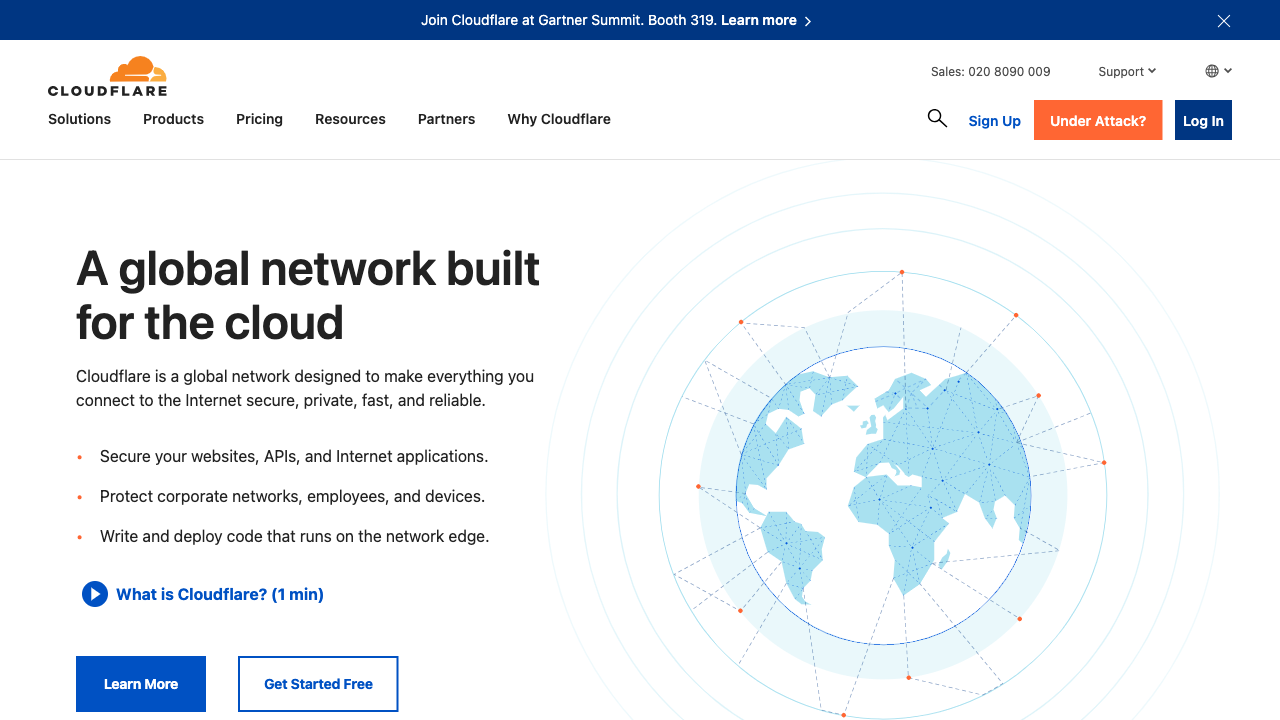 Join Cloudflare at Gartner Summit. Booth 319. Learn more
CLOUDFLARE
Sales: 020 8090 009
Support
Solutions
Products
Pricing
Resources
Partners
Why Cloudflare
Sign Up
Under Attack?
Log In
A global network built
for the cloud
Cloudflare is a global network designed to make everything you
connect to the Internet secure, private, fast, and reliable.
Secure your websites, APIs, and Internet applications.
Protect corporate networks, employees, and devices.
Write and deploy code that runs on the network edge.
What is Cloudflare? (1 min)
Learn More
Get Started Free